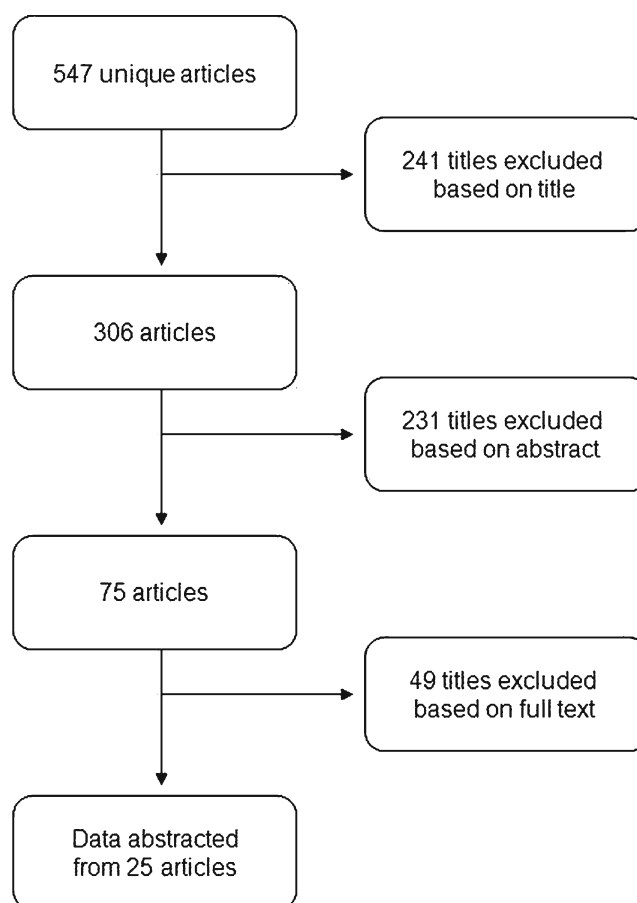 547 unique articles
241 titles excluded
based on title
306 articles
231 titles excluded
based on abstract
75 articles
49 titles excluded
based on full text
Data abstracted
from 25 articles